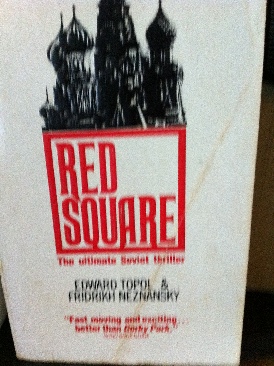 RED
SQUARE
The ultimate Soviet thriller
EDWARD TOPOL &
FRIDRIKH NEZNANSKY
"Fast moving and exciting...
better than Gorky Park."